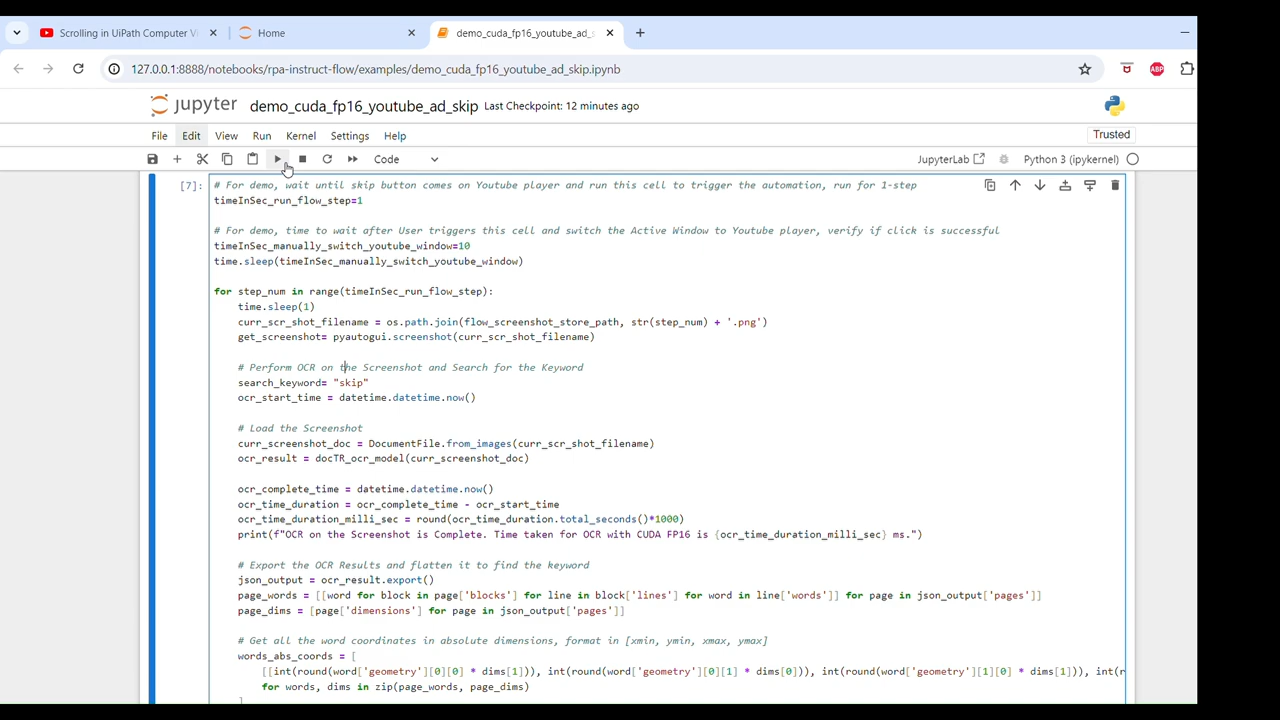 Scrolling in UiPath Computer Vi
Home
demo_cuda_fp16_youtube_ad_s
127.0.0.1:8888/notebooks/rpa-instruct-flow/examples/demo_cuda_fp16_youtube_ad_skip.ipynb
ABP
jupyter demo_cuda_fp16_youtube_ad_skip Last Checkpoint: 12 minutes ago
File Edit View Run Kernel Settings Help Trusted
Code JupyterLab Python 3 (ipykernel)
[7]: # For demo, wait until skip button comes on Youtube player and run this cell to trigger the automation, run for 1-step
timeInSec_run_flow_step=1
# For demo, time to wait after User triggers this cell and switch the Active Window to Youtube player, verify if click is successful
timeInSec_manually_switch_youtube_window=10
time.sleep(timeInSec_manually_switch_youtube_window)
for step_num in range(timeInSec_run_flow_step):
time.sleep(1)
curr_scr_shot_filename = os.path.join(flow_screenshot_store_path, str(step_num) + '.png')
get_screenshot= pyautogui.screenshot(curr_scr_shot_filename)
# Perform OCR on the Screenshot and Search for the Keyword
search_keyword= "skip"
ocr_start_time = datetime.datetime.now()
# Load the Screenshot
curr_screenshot_doc = DocumentFile.from_images(curr_scr_shot_filename)
ocr_result = docTR_ocr_model(curr_screenshot_doc)
ocr_complete_time = datetime.datetime.now()
ocr_time_duration = ocr_complete_time - ocr_start_time
ocr_time_duration_milli_sec = round(ocr_time_duration.total_seconds()*1000)
print(f"OCR on the Screenshot is Complete. Time taken for OCR with CUDA FP16 is {ocr_time_duration_milli_sec} ms.")
# Export the OCR Results and flatten it to find the keyword
json_output = ocr_result.export()
page_words = [[word for block in page['blocks'] for line in block['lines'] for word in line['words']] for page in json_output['pages']]
page_dims = [page['dimensions'] for page in json_output['pages']]
# Get all the word coordinates in absolute dimensions, format in [xmin, ymin, xmax, ymax]
words_abs_coords = [
[[int(round(word['geometry'][0][0] * dims[1])), int(round(word['geometry'][0][1] * dims[0])), int(round(word['geometry'][1][0] * dims[1])), int(r
for words, dims in zip(page_words, page_dims)
]